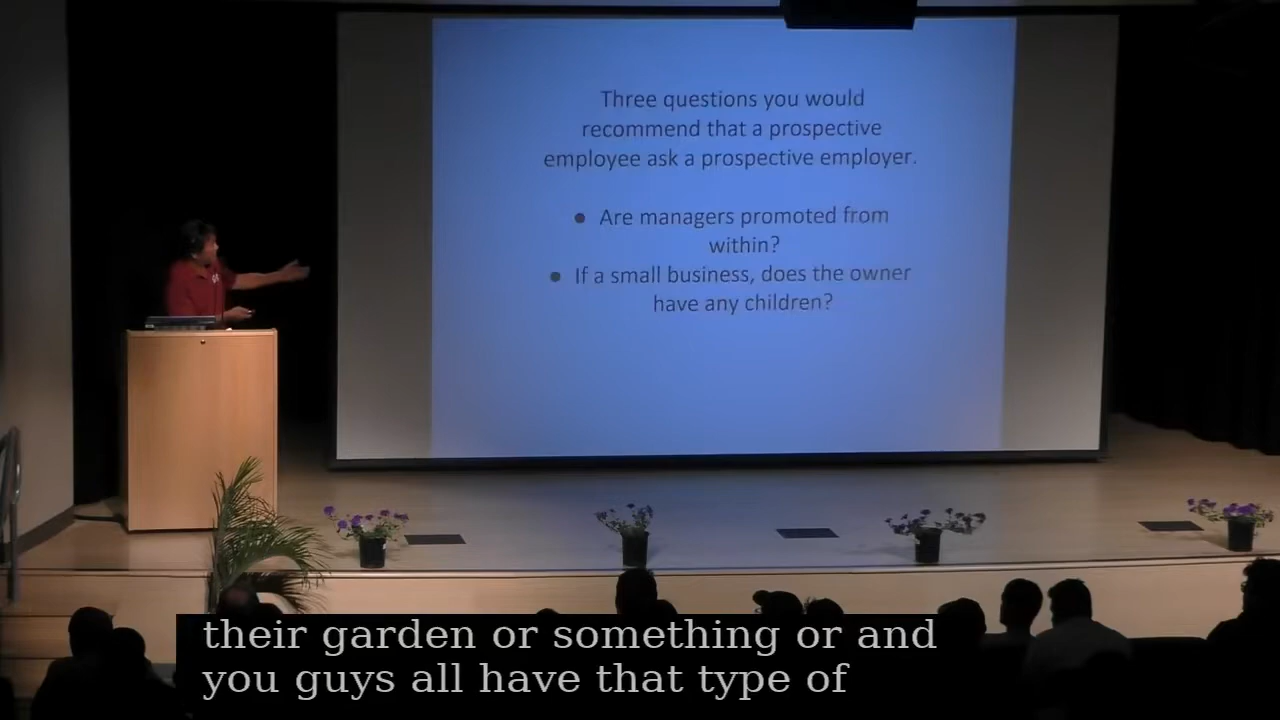 Three questions you would
recommend that a prospective
employee ask a prospective employer.
● Are managers promoted from
within?
● If a small business, does the owner
have any children?
their garden or something or and
you guys all have that type of